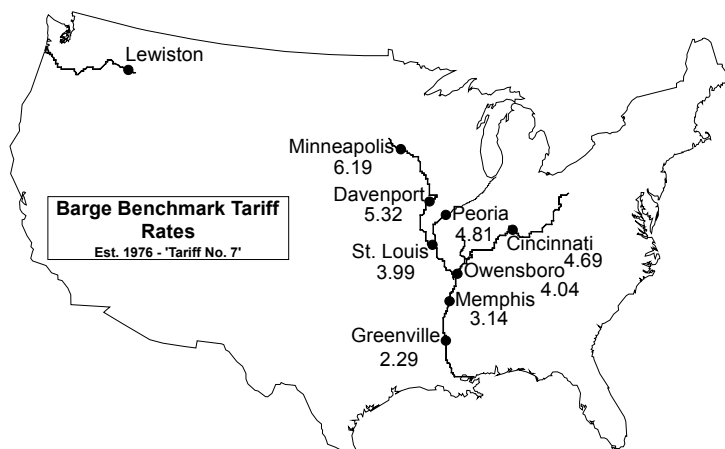 Lewiston
Minneapolis
6.19
Davenport
5.32
Barge Benchmark Tariff
Rates
Est. 1976 - 'Tariff No. 7'
Peoria
4.81
Cincinnati
4.69
St. Louis
3.99
Owensboro
4.04
Memphis
3.14
Greenville
2.29